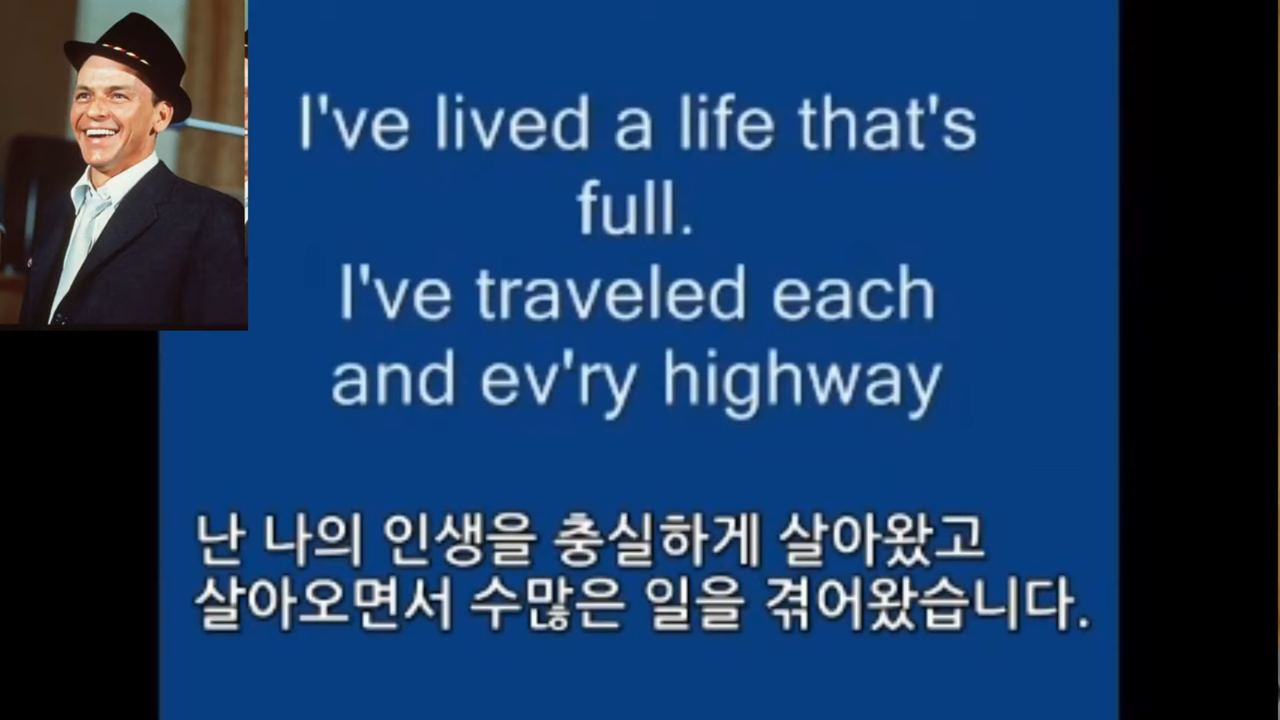 I've lived a life that's
full.
I've traveled each
and ev'ry highway
난 나의 인생을 충실하게 살아왔고
살아오면서 수많은 일을 겪어왔습니다.